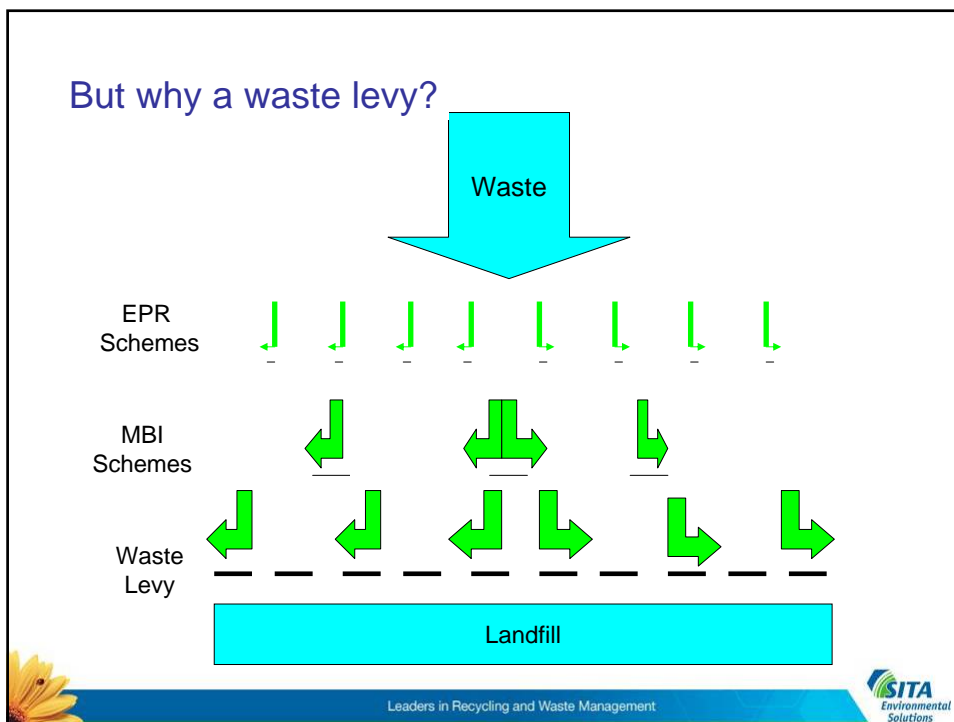 But why a waste levy?
Waste
EPR
Schemes
MBI
Schemes
Waste
Levy
Landfill
Leaders in Recycling and Waste Management
SITA
Environmental
Solutions